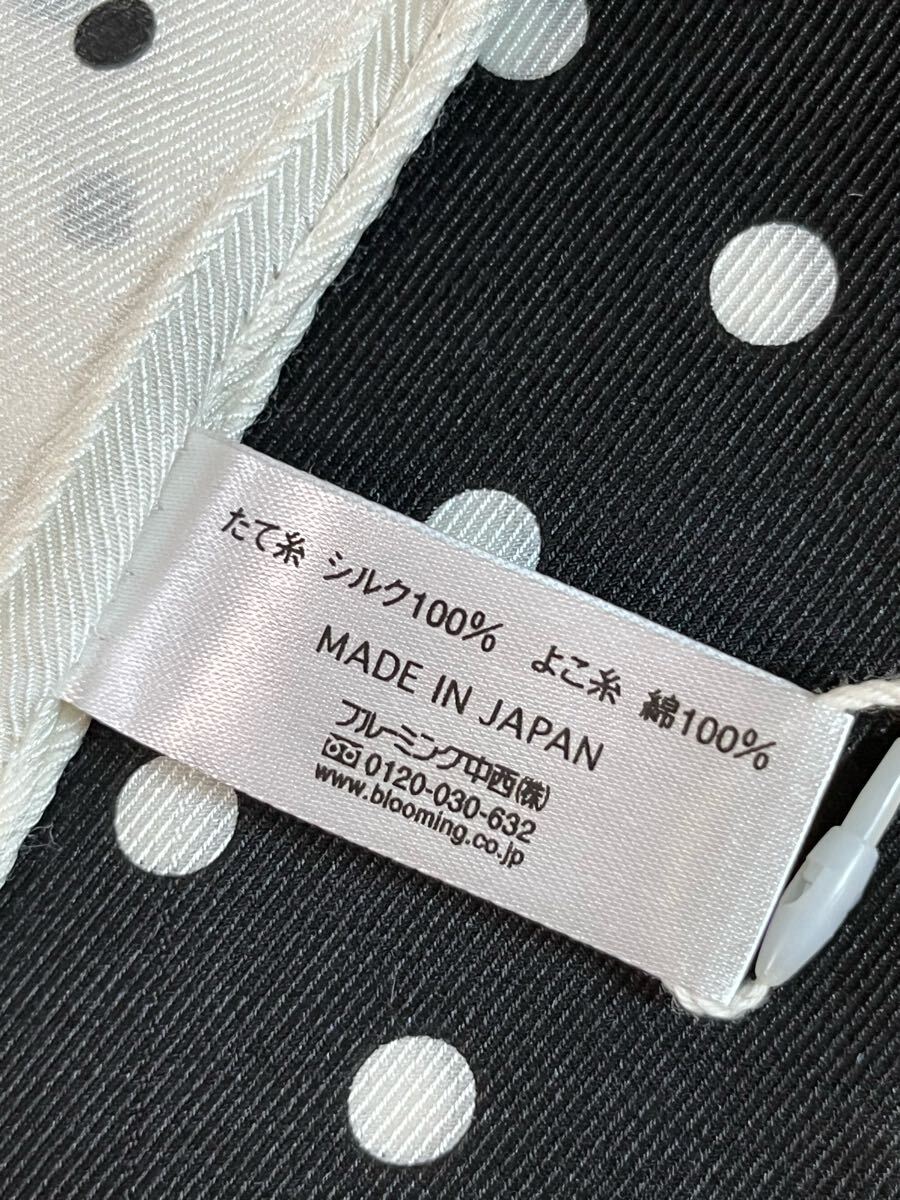 たて糸 シルク100% よこ糸 綿100%
MADE IN JAPAN
ブルーミング中西(株)
0120-030-632
www.blooming.co.jp